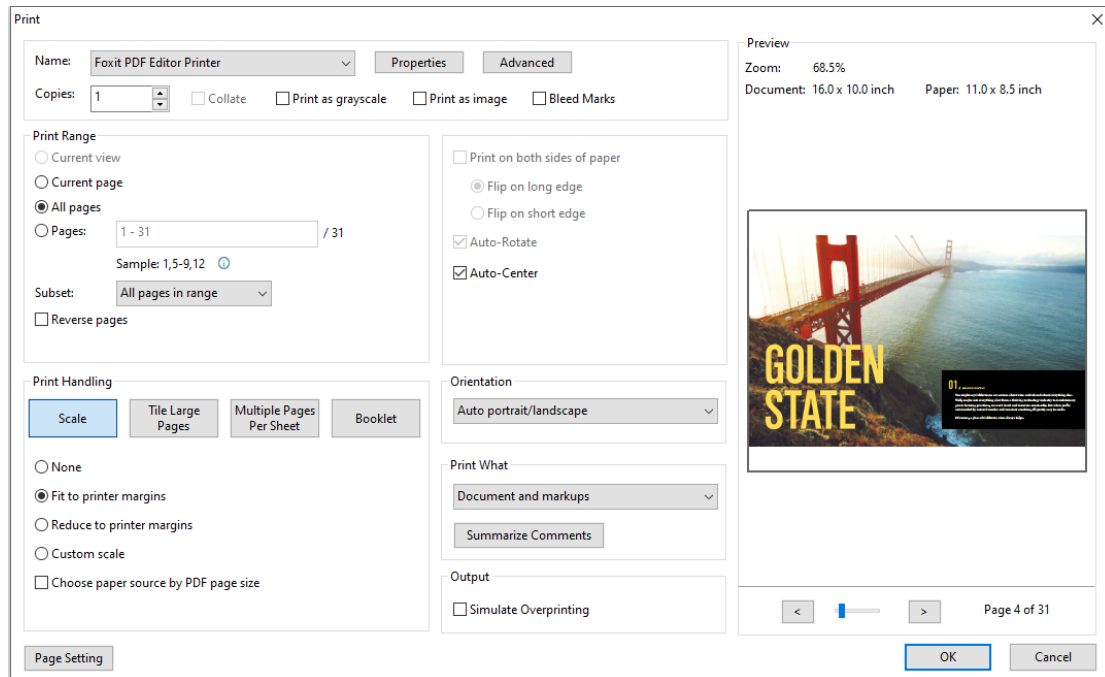 Print
Name: Foxit PDF Editor Printer Properties Advanced
Copies: 1 Collate Print as grayscale Print as image Bleed Marks
Print Range
Current view
Current page
All pages
Pages: 1 - 31 / 31
Sample: 1,5-9,12
Subset: All pages in range
Reverse pages
Print on both sides of paper
Flip on long edge
Flip on short edge
Auto-Rotate
Auto-Center
Print Handling
Scale Tile Large Pages Multiple Pages Per Sheet Booklet
None
Fit to printer margins
Reduce to printer margins
Custom scale
Choose paper source by PDF page size
Orientation
Auto portrait/landscape
Print What
Document and markups
Summarize Comments
Output
Simulate Overprinting
Preview
Zoom: 68.5%
Document: 16.0 x 10.0 inch Paper: 11.0 x 8.5 inch
GOLDEN
STATE
01
< > Page 4 of 31
Page Setting OK Cancel